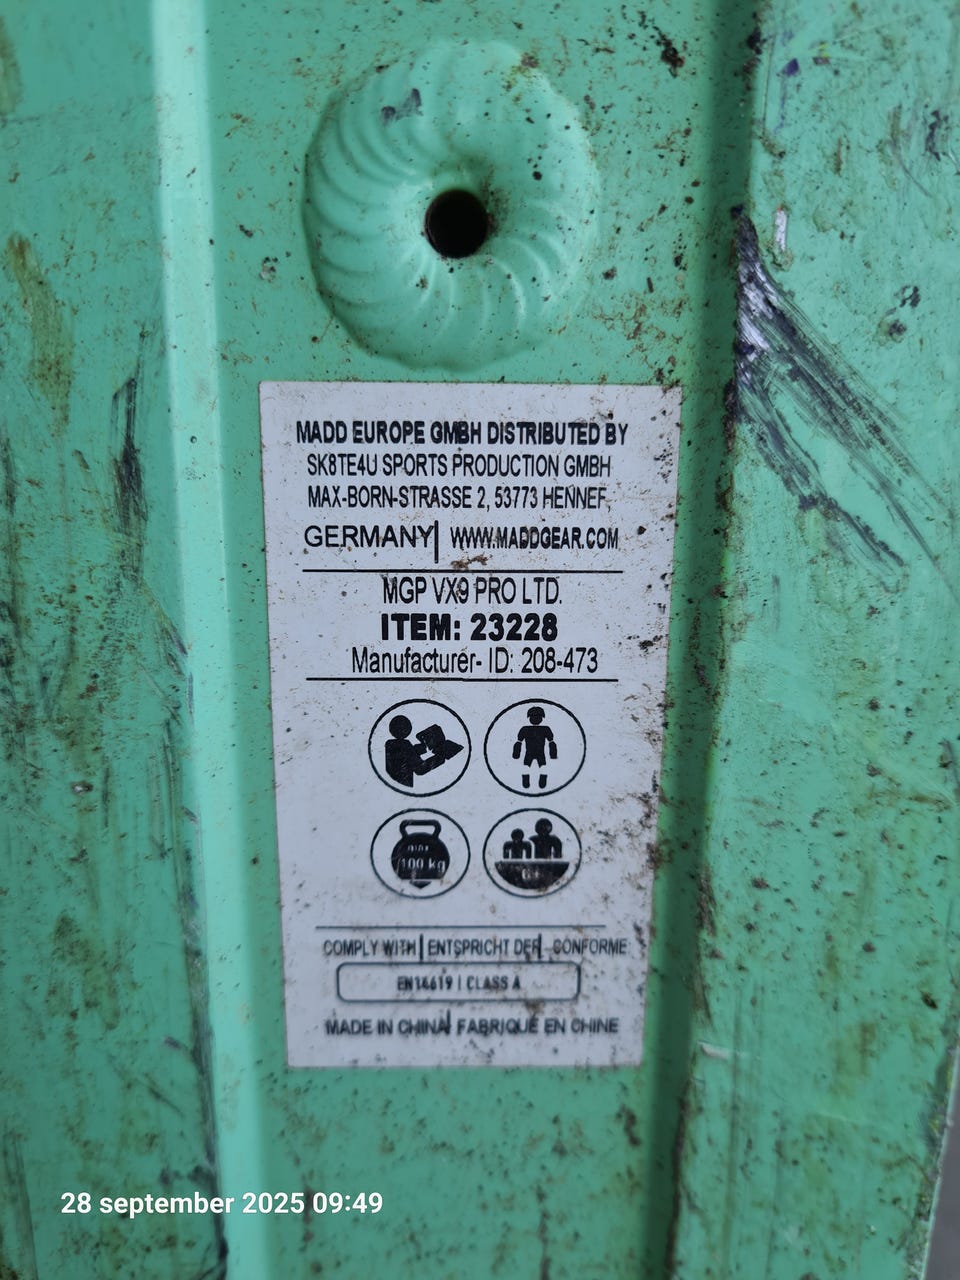 MADD EUROPE GMBH DISTRIBUTED BY
SK8TE4U SPORTS PRODUCTION GMBH
MAX-BORN-STRASSE 2, 53773 HENNEF,
GERMANY| WWW.MADDGEAR.COM
MGP VX9 PRO LTD.
ITEM: 23228
Manufacturer- ID: 208-473
100 kg
COMPLY WITH| ENTSPRICHT DER| CONFORME
EN14619 | CLASS A
MADE IN CHINA| FABRIQUE EN CHINE
28 september 2025 09:49